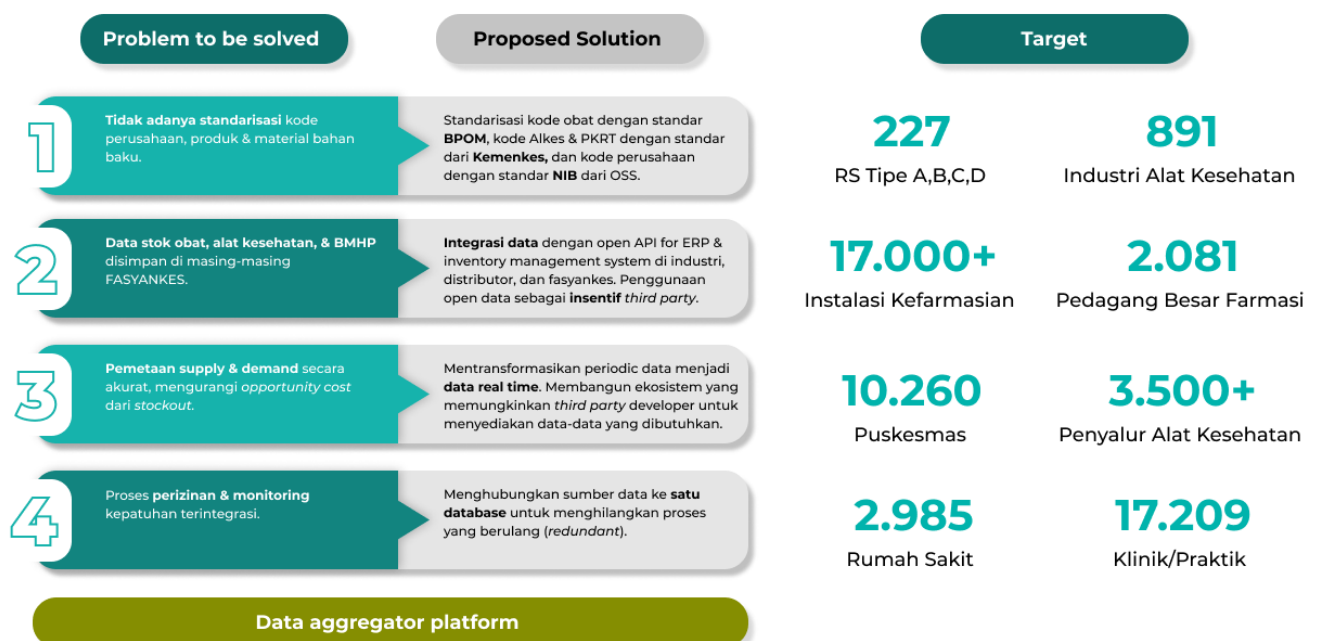 Problem to be solved
Proposed Solution
Target
1
Tidak adanya standarisasi kode
perusahaan, produk & material bahan
baku.
Standarisasi kode obat dengan standar
BPOM, kode Alkes & PKRT dengan standar
dari Kemenkes, dan kode perusahaan
dengan standar NIB dari OSS.
2
Data stok obat, alat kesehatan, & BMHP
disimpan di masing-masing
FASYANKES.
Integrasi data dengan open API for ERP &
inventory management system di industri,
distributor, dan fasyankes. Penggunaan
open data sebagai insentif third party.
3
Pemetaan supply & demand secara
akurat, mengurangi opportunity cost
dari stockout.
Mentransformasikan periodic data menjadi
data real time. Membangun ekosistem yang
memungkinkan third party developer untuk
menyediakan data-data yang dibutuhkan.
4
Proses perizinan & monitoring
kepatuhan terintegrasi.
Menghubungkan sumber data ke satu
database untuk menghilangkan proses
yang berulang (redundant).
Data aggregator platform
227
RS Tipe A,B,C,D
891
Industri Alat Kesehatan
17.000+
Instalasi Kefarmasian
2.081
Pedagang Besar Farmasi
10.260
Puskesmas
3.500+
Penyalur Alat Kesehatan
2.985
Rumah Sakit
17.209
Klinik/Praktik